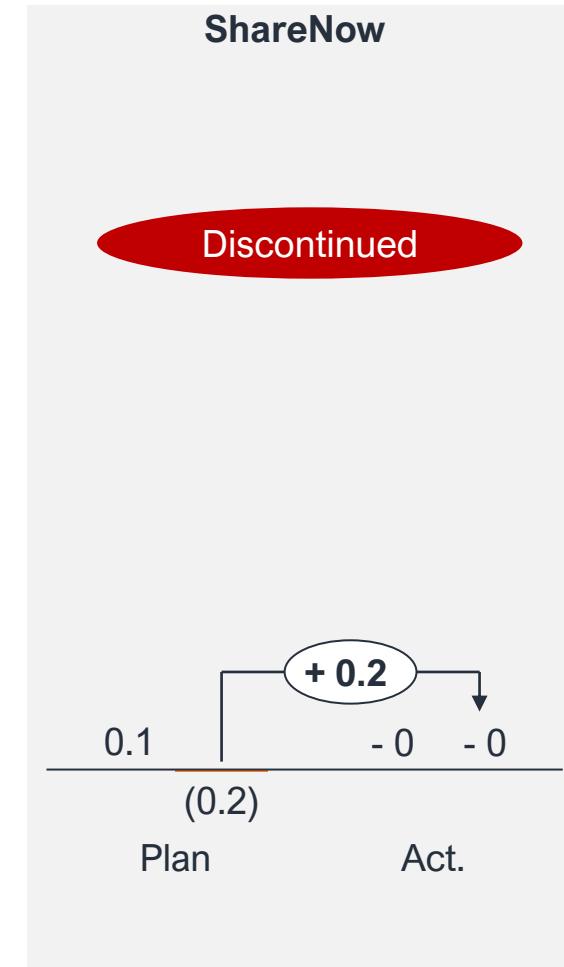 ShareNow
Discontinued
+ 0.2
0.1 - 0 - 0
(0.2)
Plan Act.